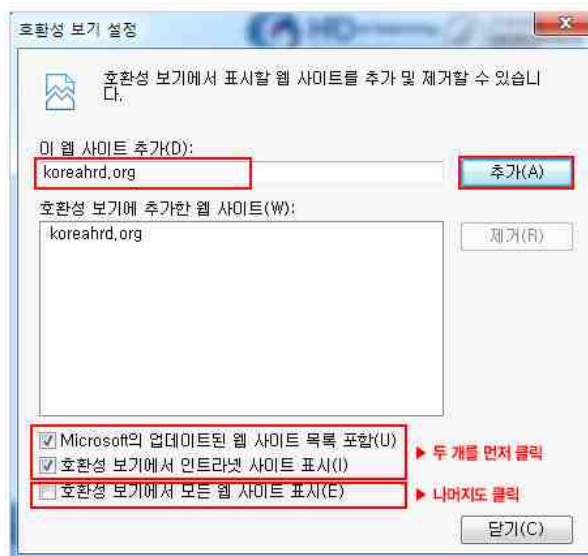 호환성 보기 설정
호환성 보기에서 표시할 웹 사이트를 추가 및 제거할 수 있습니
다.
이 웹 사이트 추가(D):
koreahrd.org
추가(A)
호환성 보기에 추가한 웹 사이트(W):
koreahrd.org
제거(R)
Microsoft의 업데이트된 웹 사이트 목록 포함(U)
호환성 보기에서 인트라넷 사이트 표시(I)
▶ 두 개를 먼저 클릭
호환성 보기에서 모든 웹 사이트 표시(E)
▶ 나머지도 클릭
닫기(C)